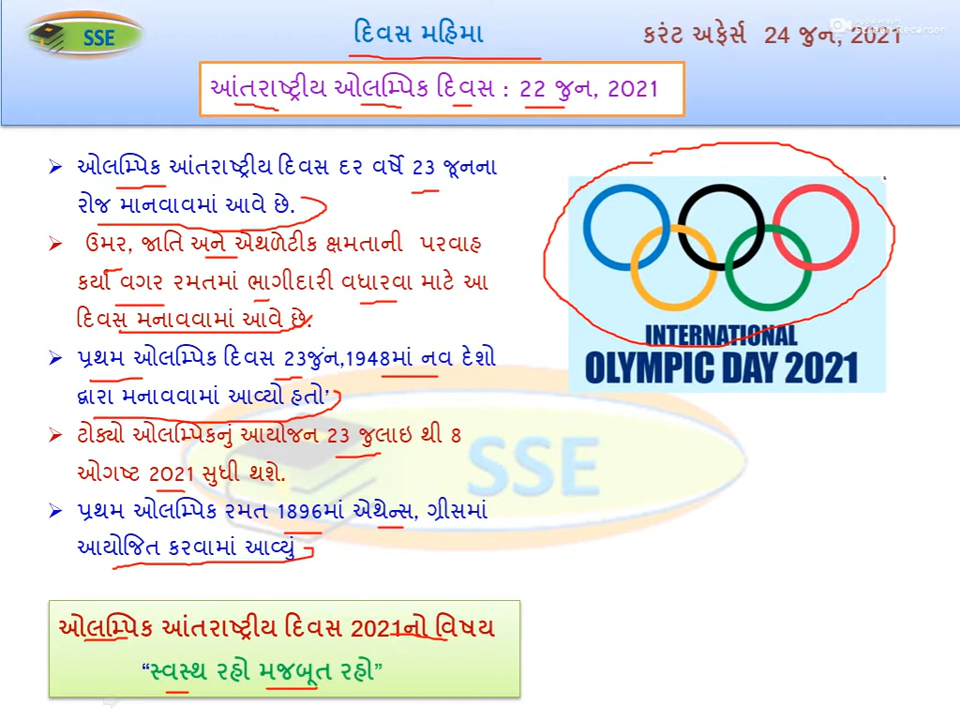 SSE
દિવસ મહિમા
કરંટ અફેર્સ 24 જુન, 2021
Screen Recorder
આંતરાષ્ટ્રીય ઓલમ્પિક દિવસ : 22 જુન, 2021
ઓલમ્પિક આંતરાષ્ટ્રીય દિવસ દર વર્ષે 23 જૂનના
રોજ માનવાવમાં આવે છે.
ઉમર, જાતિ અને એથળેટીક ક્ષમતાની પરવાહ
કર્યા વગર રમતમાં ભાગીદારી વધારવા માટે આ
દિવસ મનાવવામાં આવે છે.
પ્રથમ ઓલમ્પિક દિવસ 23જુંન,1948માં નવ દેશો
દ્વારા મનાવવામાં આવ્યો હતો'
ટોક્યો ઓલમ્પિકનું આયોજન 23 જુલાઇ થી 8
ઓગષ્ટ 2021 સુધી થશે.
પ્રથમ ઓલમ્પિક રમત 1896માં એથેન્સ, ગ્રીસમાં
આયોજિત કરવામાં આવ્યું
INTERNATIONAL
OLYMPIC DAY 2021
SSE
ઓલમ્પિક આંતરાષ્ટ્રીય દિવસ 2021નો વિષય
“સ્વસ્થ રહો મજબૂત રહો”